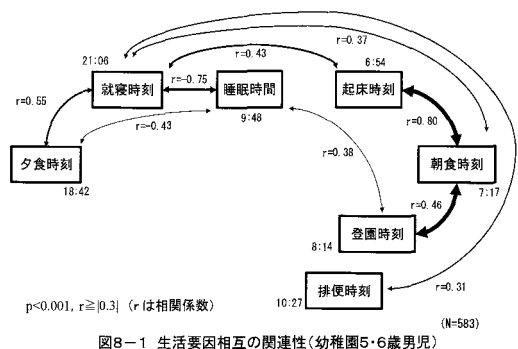 r=0.37
21:06
r=0.43
6:54
就寝時刻
r=-0.75
睡眠時間
起床時刻
9:48
r=0.55
r=-0.43
r=0.80
夕食時刻
18:42
r=0.38
朝食時刻
7:17
r=0.46
登園時刻
8:14
排便時刻
10:27
r=0.31
p<0.001, r≧|0.3| (rは相関係数)
(N=583)
図8-1 生活要因相互の関連性(幼稚園5・6歳男児)